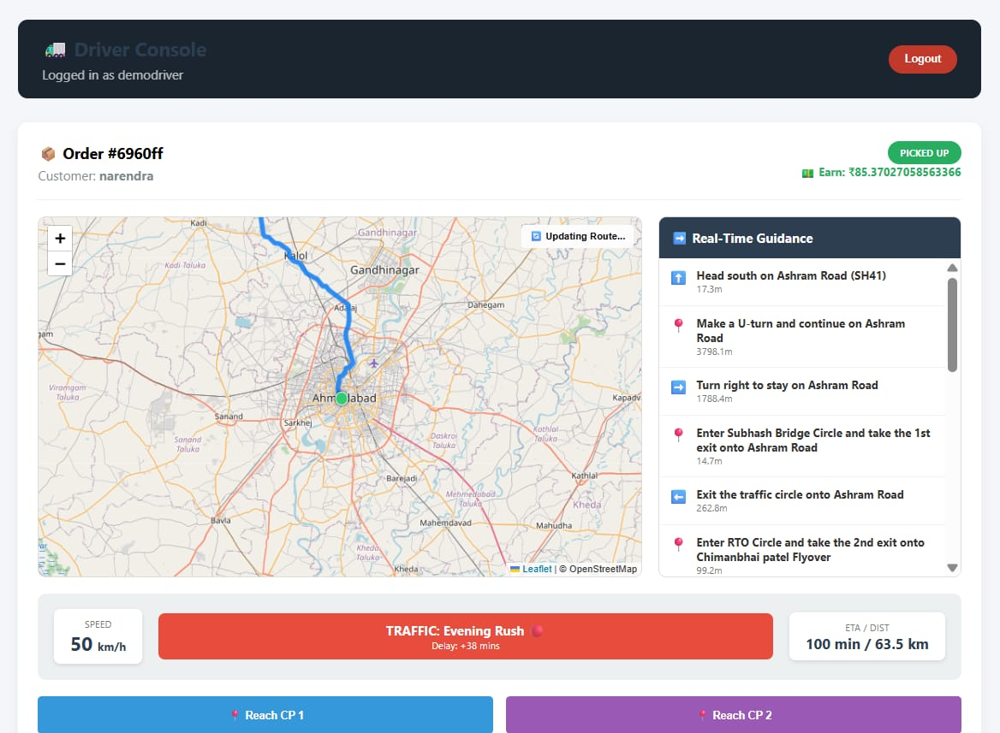 Driver Console
Logged in as demodriver
Logout
Order #6960ff
Customer: narendra
PICKED UP
Earn: ₹85.37027058563366
+
−
Updating Route...
Kadi
Gandhinagar
Kalol
Kadi Taluka
Gandhinagar
Adalaj
Dahegam
gam
Viramgam
Taluka
Ahm dabad
Kapadv
Sanand
Sarkhej
Sanand
Taluka
Daskroi
Taluka
Kathlal
Taluka
Barejadi
Kathlal
Mehmedabad
Taluka
Kheda
Bavla
Mahemdavad
Mahudha
Kheda
Taluka
Kheda
Leaflet | © OpenStreetMap
Real-Time Guidance
Head south on Ashram Road (SH41)
17.3m
Make a U-turn and continue on Ashram
Road
3798.1m
Turn right to stay on Ashram Road
1788.4m
Enter Subhash Bridge Circle and take the 1st
exit onto Ashram Road
14.7m
Exit the traffic circle onto Ashram Road
262.8m
Enter RTO Circle and take the 2nd exit onto
Chimanbhai patel Flyover
99.2m
SPEED
50 km/h
TRAFFIC: Evening Rush
Delay: +38 mins
ETA / DIST
100 min / 63.5 km
Reach CP 1
Reach CP 2